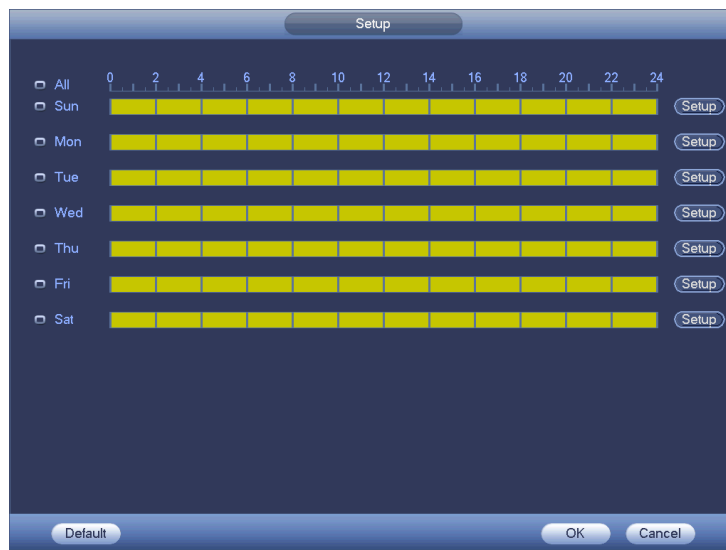 Setup
All 0 2 4 6 8 10 12 14 16 18 20 22 24
Sun Setup
Mon Setup
Tue Setup
Wed Setup
Thu Setup
Fri Setup
Sat Setup
Default OK Cancel